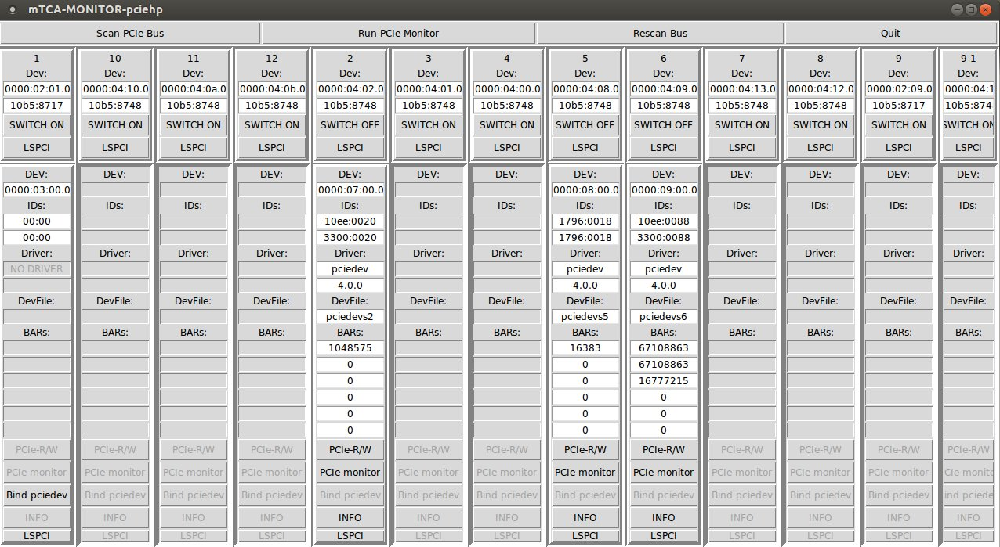 mTCA-MONITOR-pciehp
Scan PCIe Bus Run PCIe-Monitor Rescan Bus Quit
1 10 11 12 2 3 4 5 6 7 8 9 9-1
Dev: Dev: Dev: Dev: Dev: Dev: Dev: Dev: Dev: Dev: Dev: Dev: Dev:
0000:02:01.0 0000:04:10.0 0000:04:0a.0 0000:04:0b.0 0000:04:02.0 0000:04:01.0 0000:04:00.0 0000:04:08.0 0000:04:09.0 0000:04:13.0 0000:04:12.0 0000:02:09.0 0000:04:1
10b5:8717 10b5:8748 10b5:8748 10b5:8748 10b5:8748 10b5:8748 10b5:8748 10b5:8748 10b5:8748 10b5:8748 10b5:8748 10b5:8717 10b5:874
SWITCH ON SWITCH ON SWITCH ON SWITCH ON SWITCH OFF SWITCH ON SWITCH ON SWITCH OFF SWITCH OFF SWITCH ON SWITCH ON SWITCH ON SWITCH ON
LSPCI LSPCI LSPCI LSPCI LSPCI LSPCI LSPCI LSPCI LSPCI LSPCI LSPCI LSPCI LSPCI
DEV: DEV: DEV: DEV: DEV: DEV: DEV: DEV: DEV: DEV: DEV: DEV: DEV:
0000:03:00.0 0000:07:00.0 0000:08:00.0 0000:09:00.0
IDs: IDs: IDs: IDs: IDs: IDs: IDs: IDs: IDs: IDs: IDs: IDs: IDs:
00:00 10ee:0020 1796:0018 10ee:0088
00:00 3300:0020 1796:0018 3300:0088
Driver: Driver: Driver: Driver: Driver: Driver: Driver: Driver: Driver: Driver: Driver: Driver: Driver:
NO DRIVER pciedev pciedev pciedev
4.0.0 4.0.0 4.0.0
DevFile: DevFile: DevFile: DevFile: DevFile: DevFile: DevFile: DevFile: DevFile: DevFile: DevFile: DevFile: DevFile:
pciedevs2 pciedevs5 pciedevs6
BARs: BARs: BARs: BARs: BARs: BARs: BARs: BARs: BARs: BARs: BARs: BARs: BARs:
1048575 16383 67108863
0 0 67108863
0 0 16777215
0 0 0
0 0 0
0 0 0
PCIe-R/W PCIe-R/W PCIe-R/W PCIe-R/W PCIe-R/W PCIe-R/W PCIe-R/W PCIe-R/W PCIe-R/W PCIe-R/W PCIe-R/W PCIe-R/W PCIe-R/W
PCIe-monitor PCIe-monitor PCIe-monitor PCIe-monitor PCIe-monitor PCIe-monitor PCIe-monitor PCIe-monitor PCIe-monitor PCIe-monitor PCIe-monitor PCIe-monitor CIe-monito
Bind pciedev Bind pciedev Bind pciedev Bind pciedev Bind pciedev Bind pciedev Bind pciedev Bind pciedev Bind pciedev Bind pciedev Bind pciedev Bind pciedev ind pciede
INFO INFO INFO INFO INFO INFO INFO INFO INFO INFO INFO INFO INFO
LSPCI LSPCI LSPCI LSPCI LSPCI LSPCI LSPCI LSPCI LSPCI LSPCI LSPCI LSPCI LSPCI